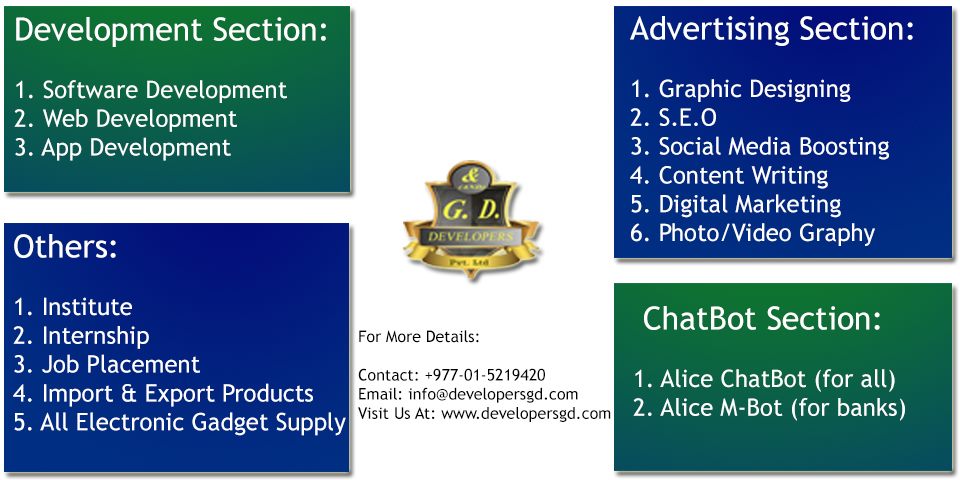 Development Section:
1. Software Development
2. Web Development
3. App Development
Others:
1. Institute
2. Internship
3. Job Placement
4. Import & Export Products
5. All Electronic Gadget Supply
&
G. D.
DEVELOPERS
Pvt. Ltd
For More Details:
Contact: +977-01-5219420
Email: info@developersgd.com
Visit Us At: www.developersgd.com
Advertising Section:
1. Graphic Designing
2. S.E.O
3. Social Media Boosting
4. Content Writing
5. Digital Marketing
6. Photo/Video Graphy
ChatBot Section:
1. Alice ChatBot (for all)
2. Alice M-Bot (for banks)